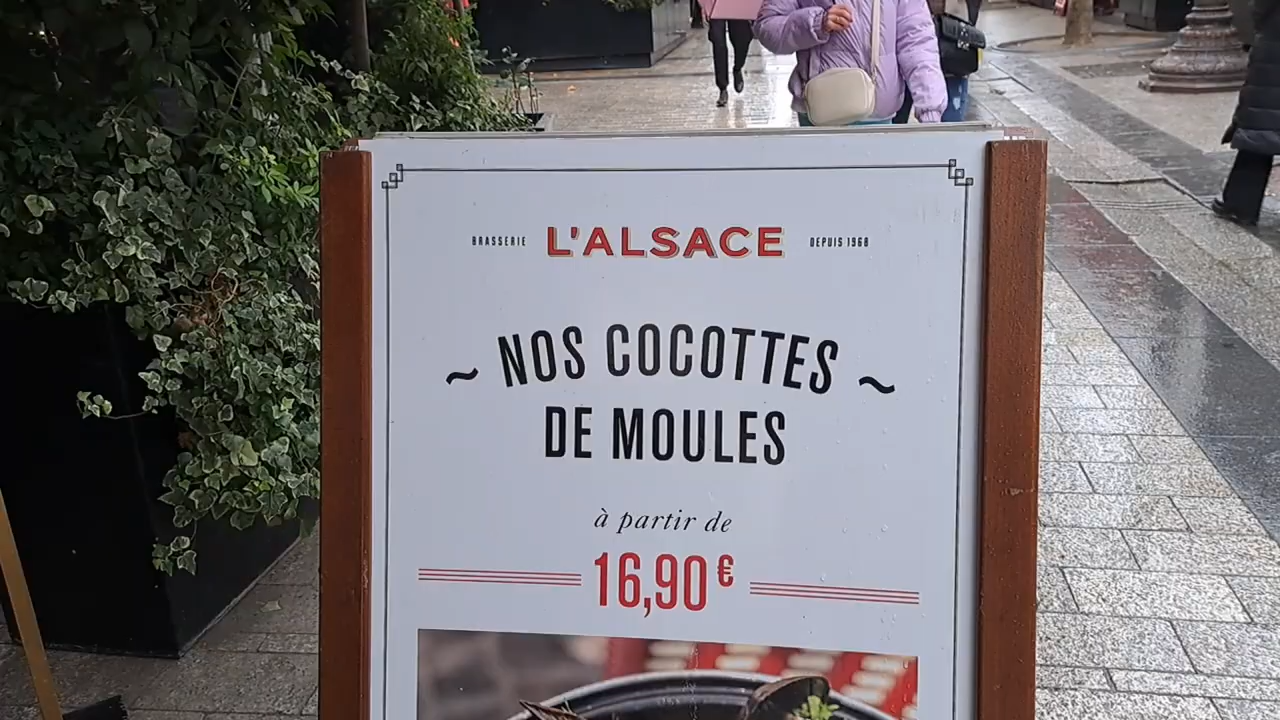 BRASSERIE L'ALSACE DEPUIS 1968
~ NOS COCOTTES ~
DE MOULES
à partir de
16,90€